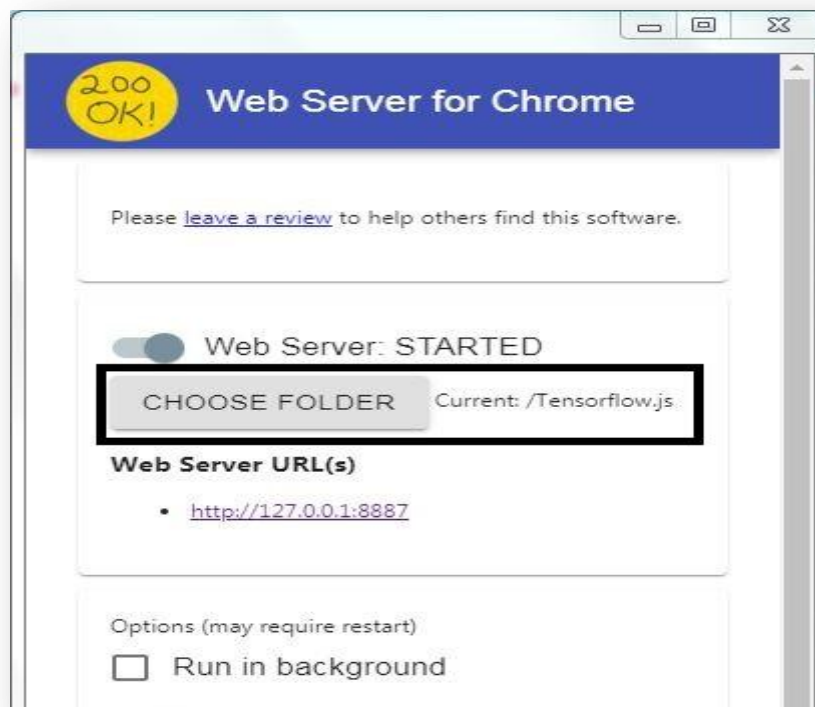 200
OK!
Web Server for Chrome
Please leave a review to help others find this software.
Web Server: STARTED
CHOOSE FOLDER Current: /Tensorflow.js
Web Server URL(s)
http://127.0.0.1:8887
Options (may require restart)
Run in background